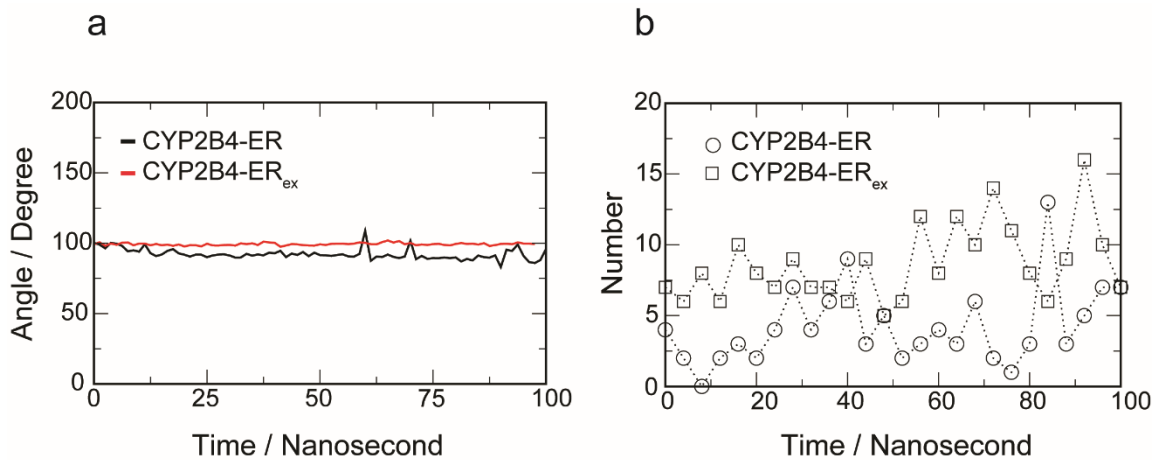 a
200
150
100
50
0
0 25 50 75 100
Angle / Degree
Time / Nanosecond
CYP2B4-ER
CYP2B4-ERex
b
20
15
10
5
0
0 20 40 60 80 100
Number
Time / Nanosecond
CYP2B4-ER
CYP2B4-ERex